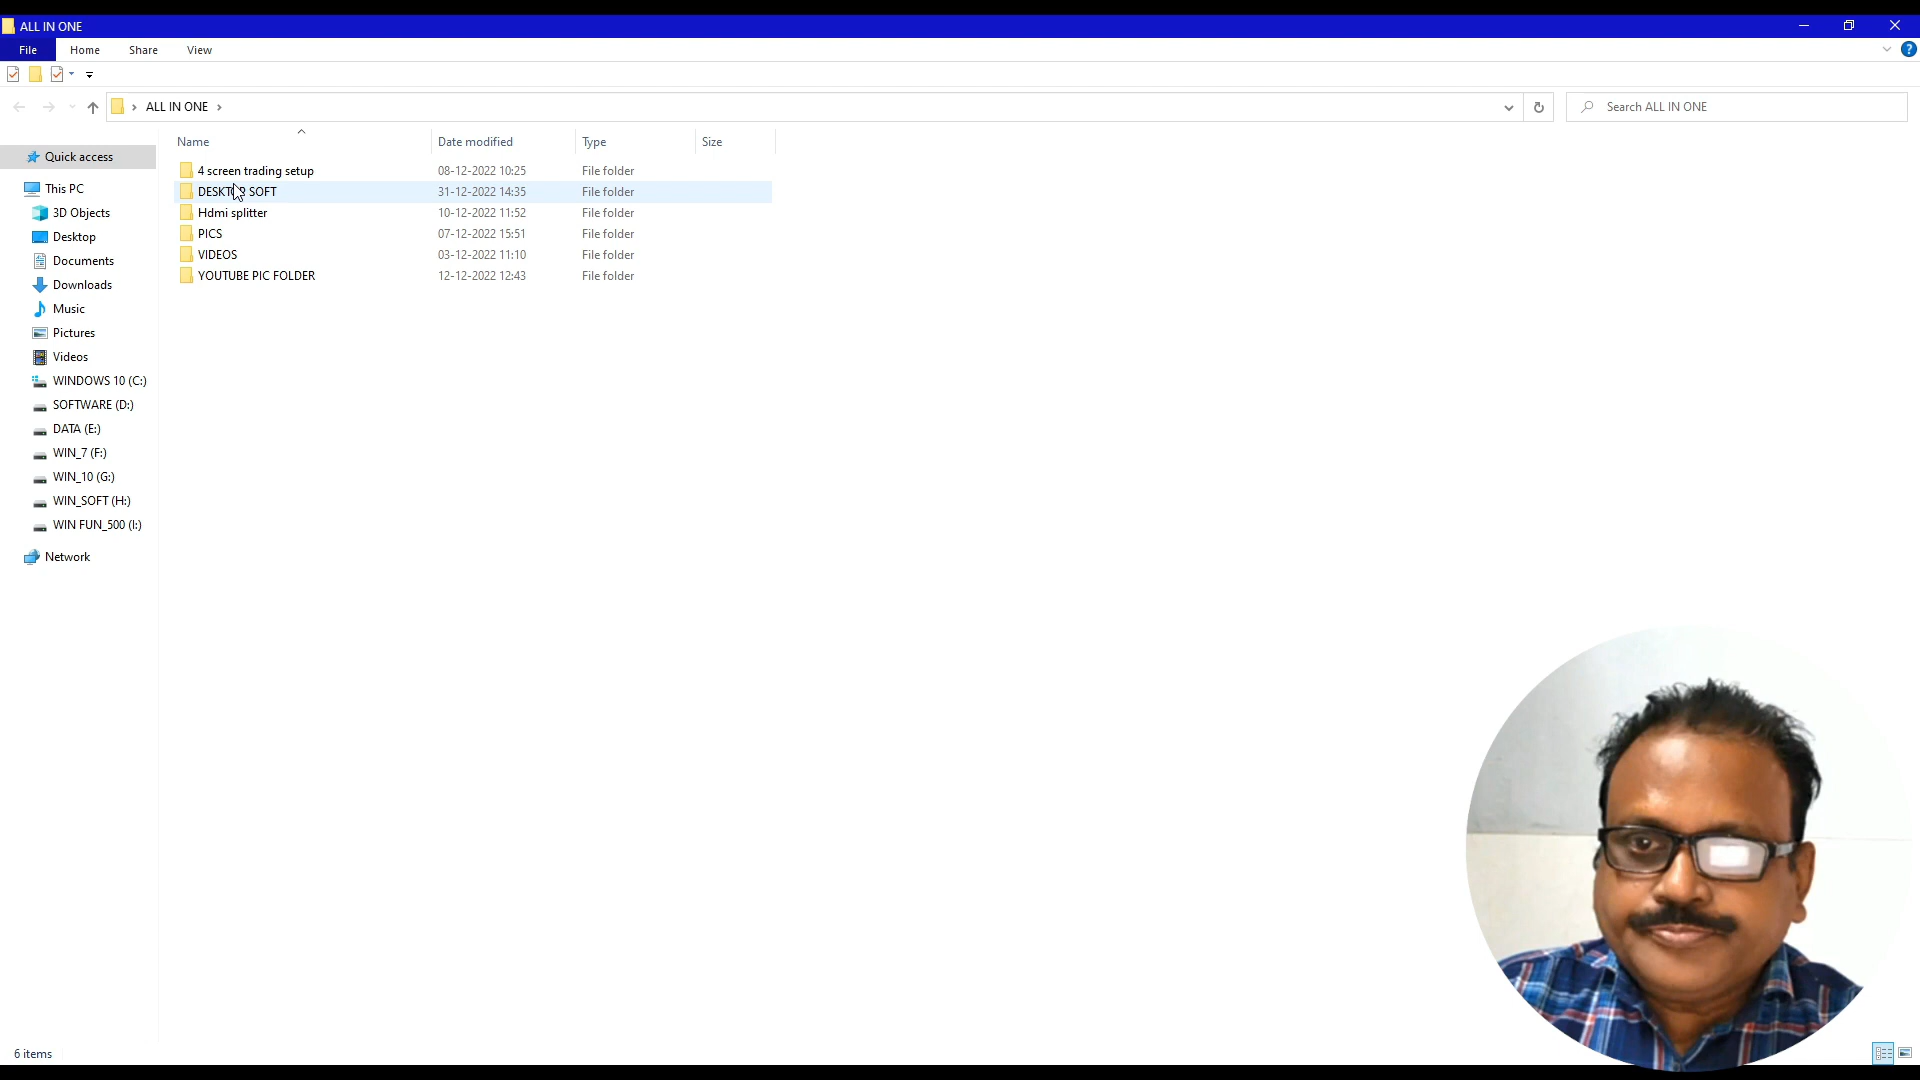 ALL IN ONE
File Home Share View
ALL IN ONE
Search ALL IN ONE
Name Date modified Type Size
4 screen trading setup 08-12-2022 10:25 File folder
31-12-2022 14:35 File folder
Hdmi splitter 10-12-2022 11:52 File folder
PICS 07-12-2022 15:51 File folder
VIDEOS 03-12-2022 11:10 File folder
YOUTUBE PIC FOLDER 12-12-2022 12:43 File folder
Quick access
This PC
3D Objects
Desktop
Documents
Downloads
Music
Pictures
Videos
WINDOWS 10 (C:)
SOFTWARE (D:)
DATA (E:)
WIN_7 (F:)
WIN_10 (G:)
WIN_SOFT (H:)
WIN FUN_500 (I:)
Network
6 items